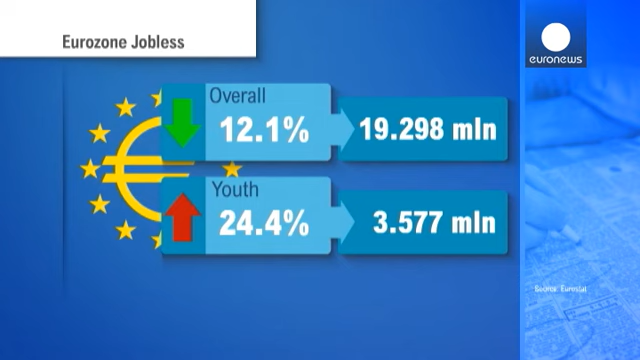 Eurozone Jobless
euronews
Overall
12.1%
19.298 mln
Youth
24.4%
3.577 mln
Source: Eurostat